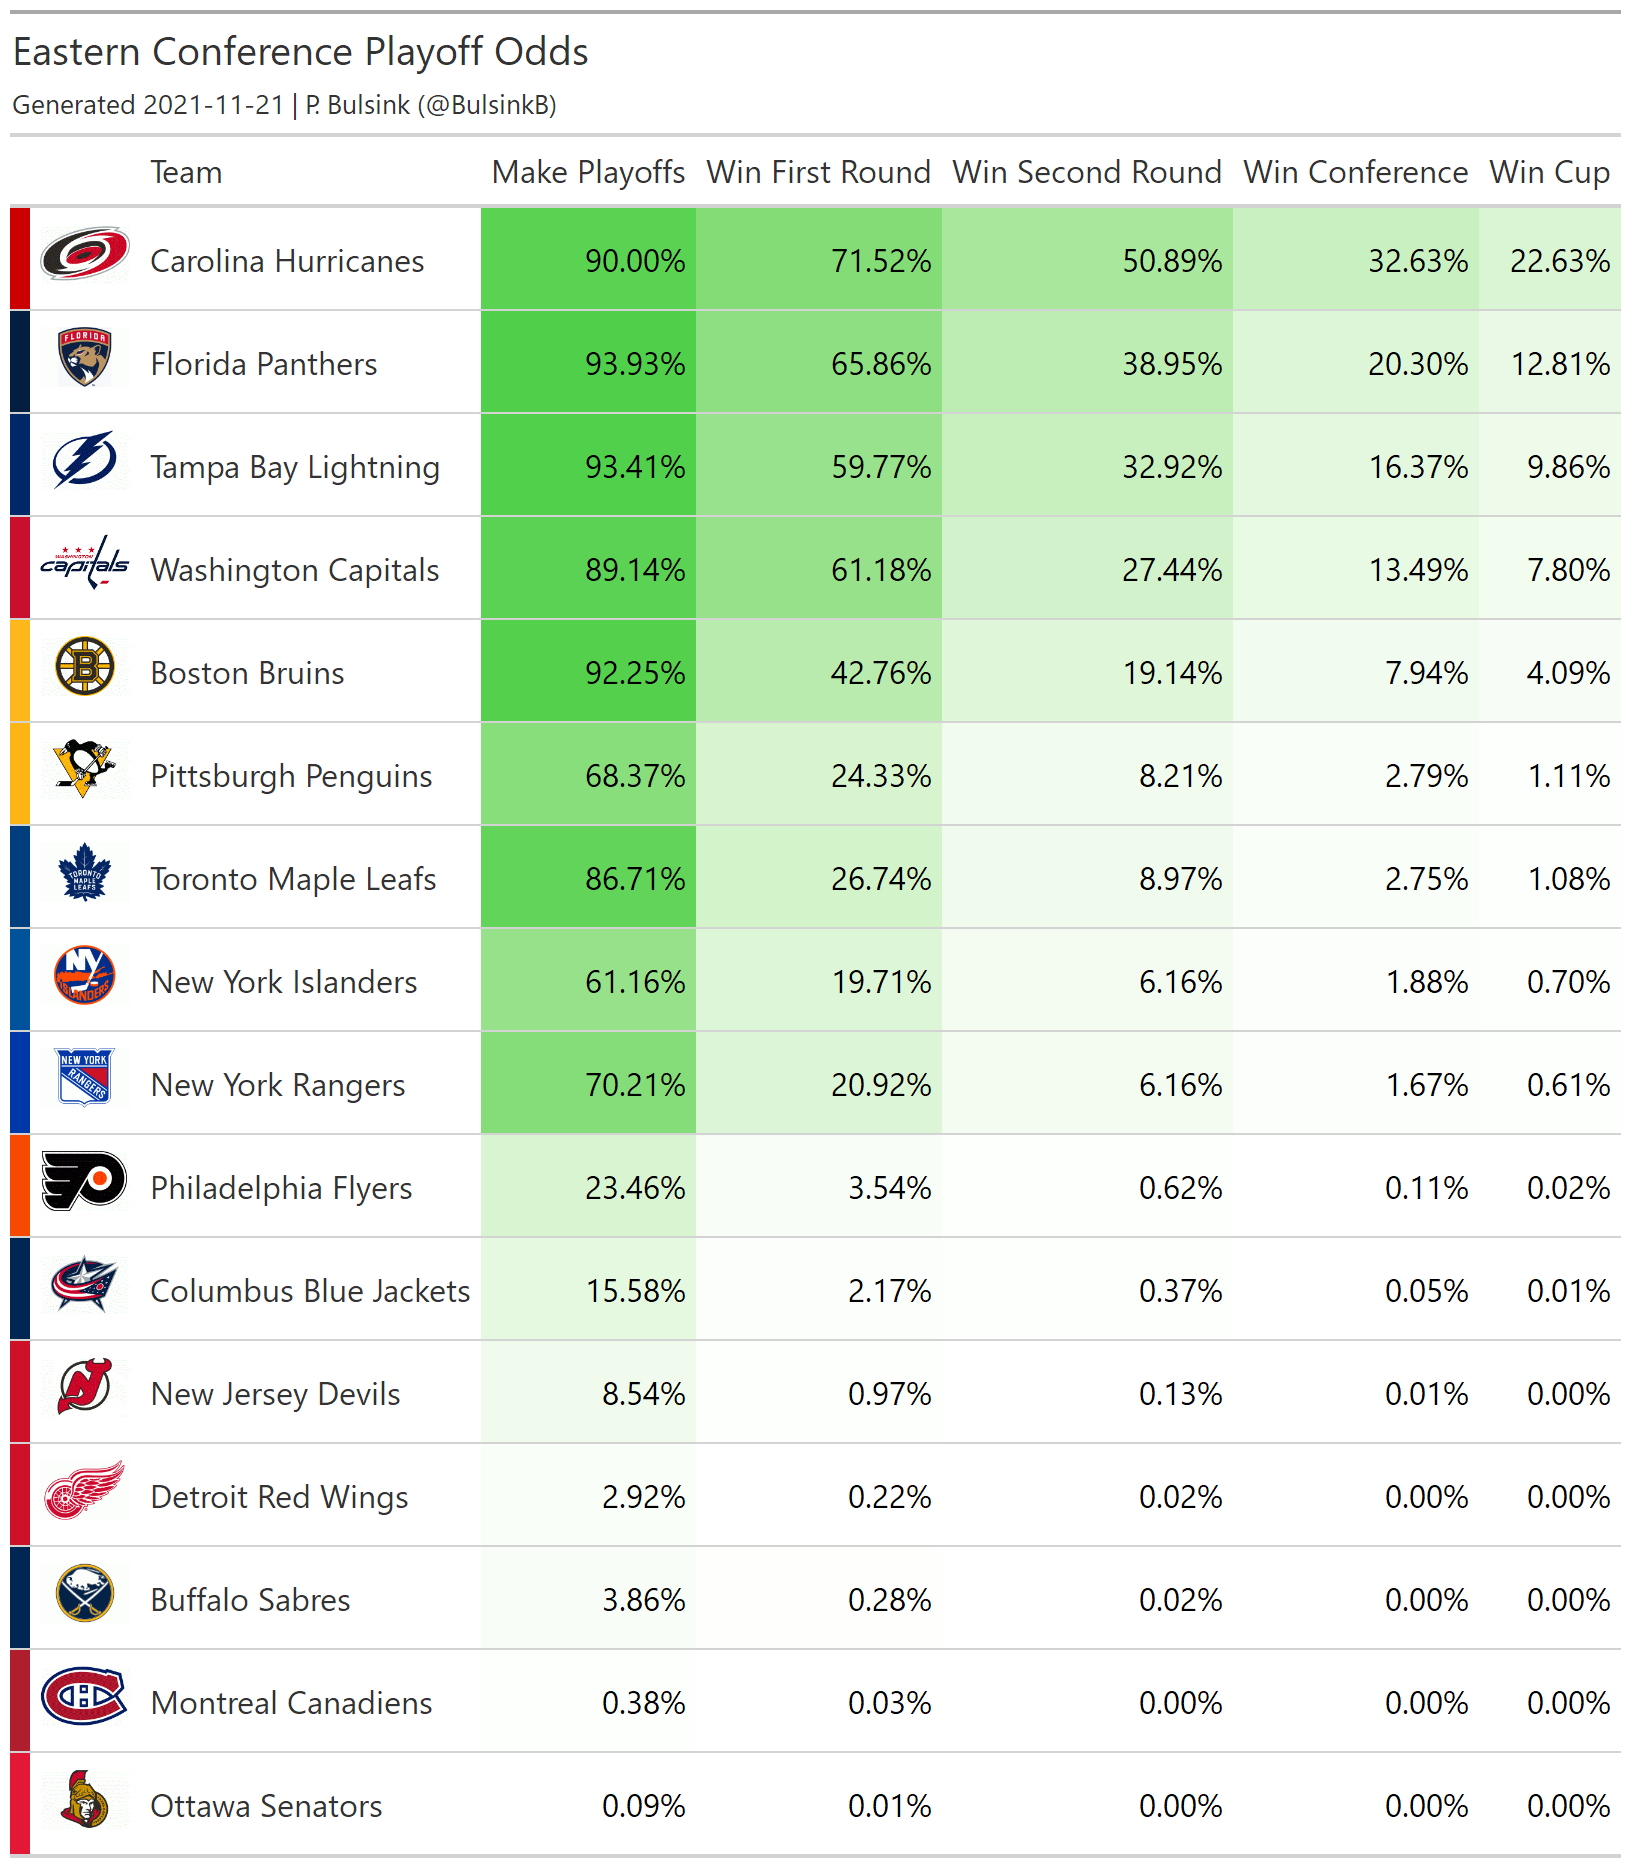 Eastern Conference Playoff Odds
Generated 2021-11-21 | P. Bulsink (@BulsinkB)
Team Make Playoffs Win First Round Win Second Round Win Conference Win Cup
Carolina Hurricanes 90.00% 71.52% 50.89% 32.63% 22.63%
FLORIDA
Florida Panthers 93.93% 65.86% 38.95% 20.30% 12.81%
Tampa Bay Lightning 93.41% 59.77% 32.92% 16.37% 9.86%
WASHINGTON
capitals
Washington Capitals 89.14% 61.18% 27.44% 13.49% 7.80%
B
Boston Bruins 92.25% 42.76% 19.14% 7.94% 4.09%
Pittsburgh Penguins 68.37% 24.33% 8.21% 2.79% 1.11%
TORONTO
MAPLE
LEAFS
Toronto Maple Leafs 86.71% 26.74% 8.97% 2.75% 1.08%
NY
ISLANDERS
New York Islanders 61.16% 19.71% 6.16% 1.88% 0.70%
NEW YORK
RANGERS
New York Rangers 70.21% 20.92% 6.16% 1.67% 0.61%
Philadelphia Flyers 23.46% 3.54% 0.62% 0.11% 0.02%
Columbus Blue Jackets 15.58% 2.17% 0.37% 0.05% 0.01%
New Jersey Devils 8.54% 0.97% 0.13% 0.01% 0.00%
Detroit Red Wings 2.92% 0.22% 0.02% 0.00% 0.00%
Buffalo Sabres 3.86% 0.28% 0.02% 0.00% 0.00%
Montreal Canadiens 0.38% 0.03% 0.00% 0.00% 0.00%
Ottawa Senators 0.09% 0.01% 0.00% 0.00% 0.00%